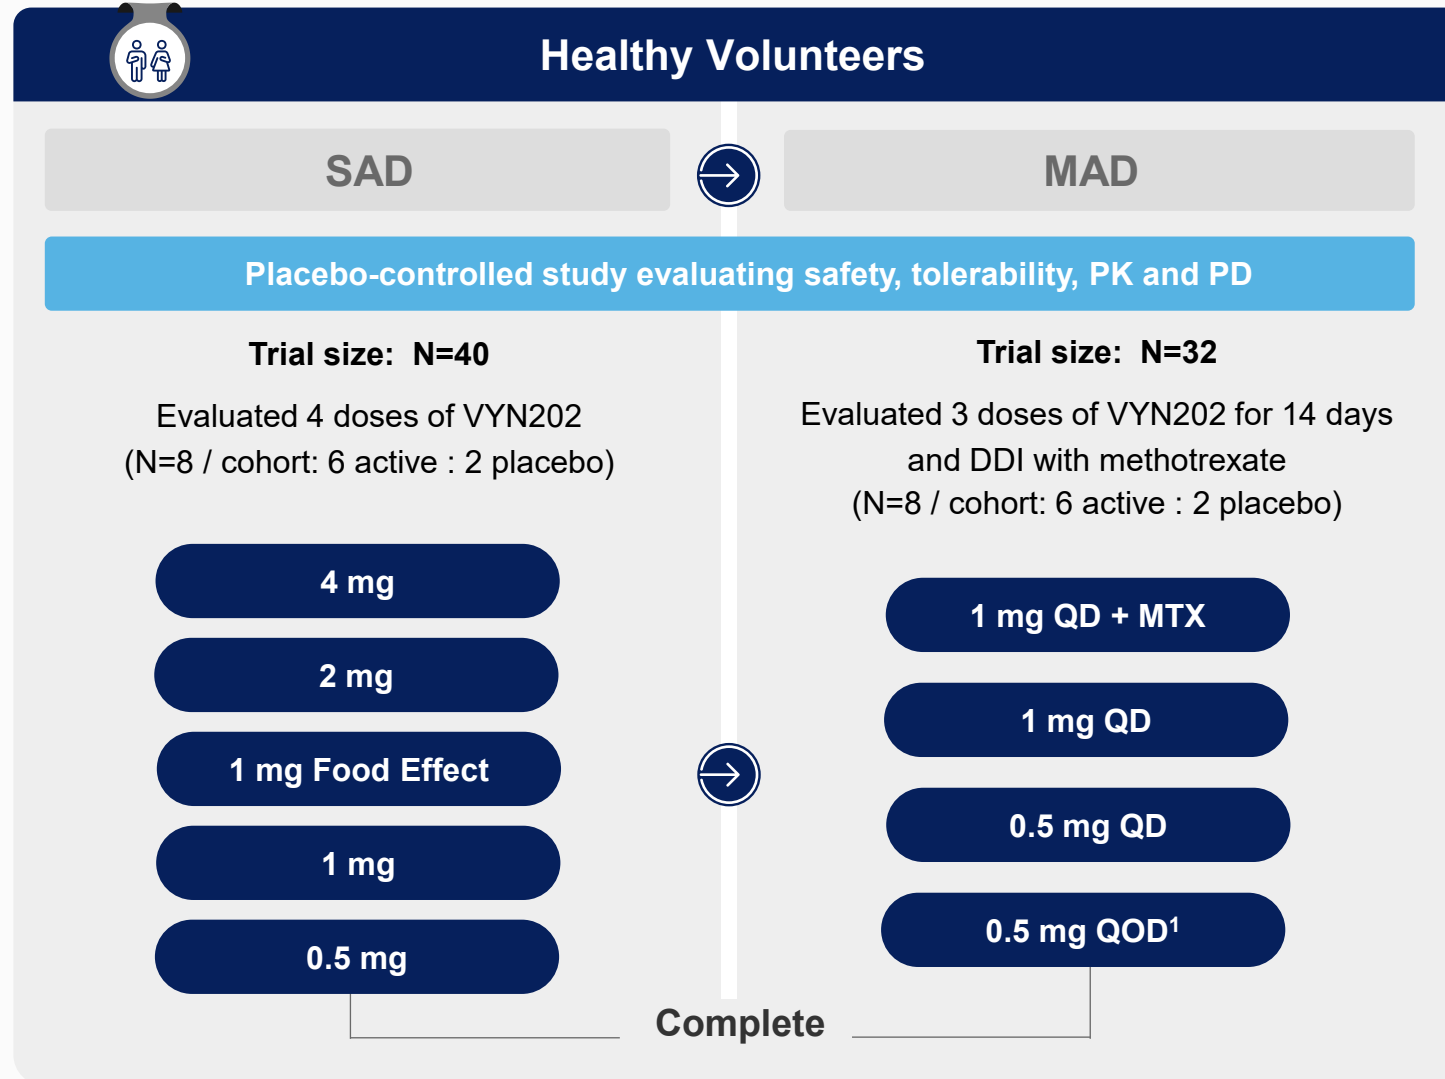 Healthy Volunteers
SAD
MAD
Placebo-controlled study evaluating safety, tolerability, PK and PD
Trial size:  N=40
Evaluated 4 doses of VYN202
(N=8 / cohort: 6 active : 2 placebo)
4 mg
2 mg
1 mg Food Effect
1 mg
0.5 mg
Trial size:  N=32
Evaluated 3 doses of VYN202 for 14 days
and DDI with methotrexate
(N=8 / cohort: 6 active : 2 placebo)
1 mg QD + MTX
1 mg QD
0.5 mg QD
0.5 mg QOD¹
Complete